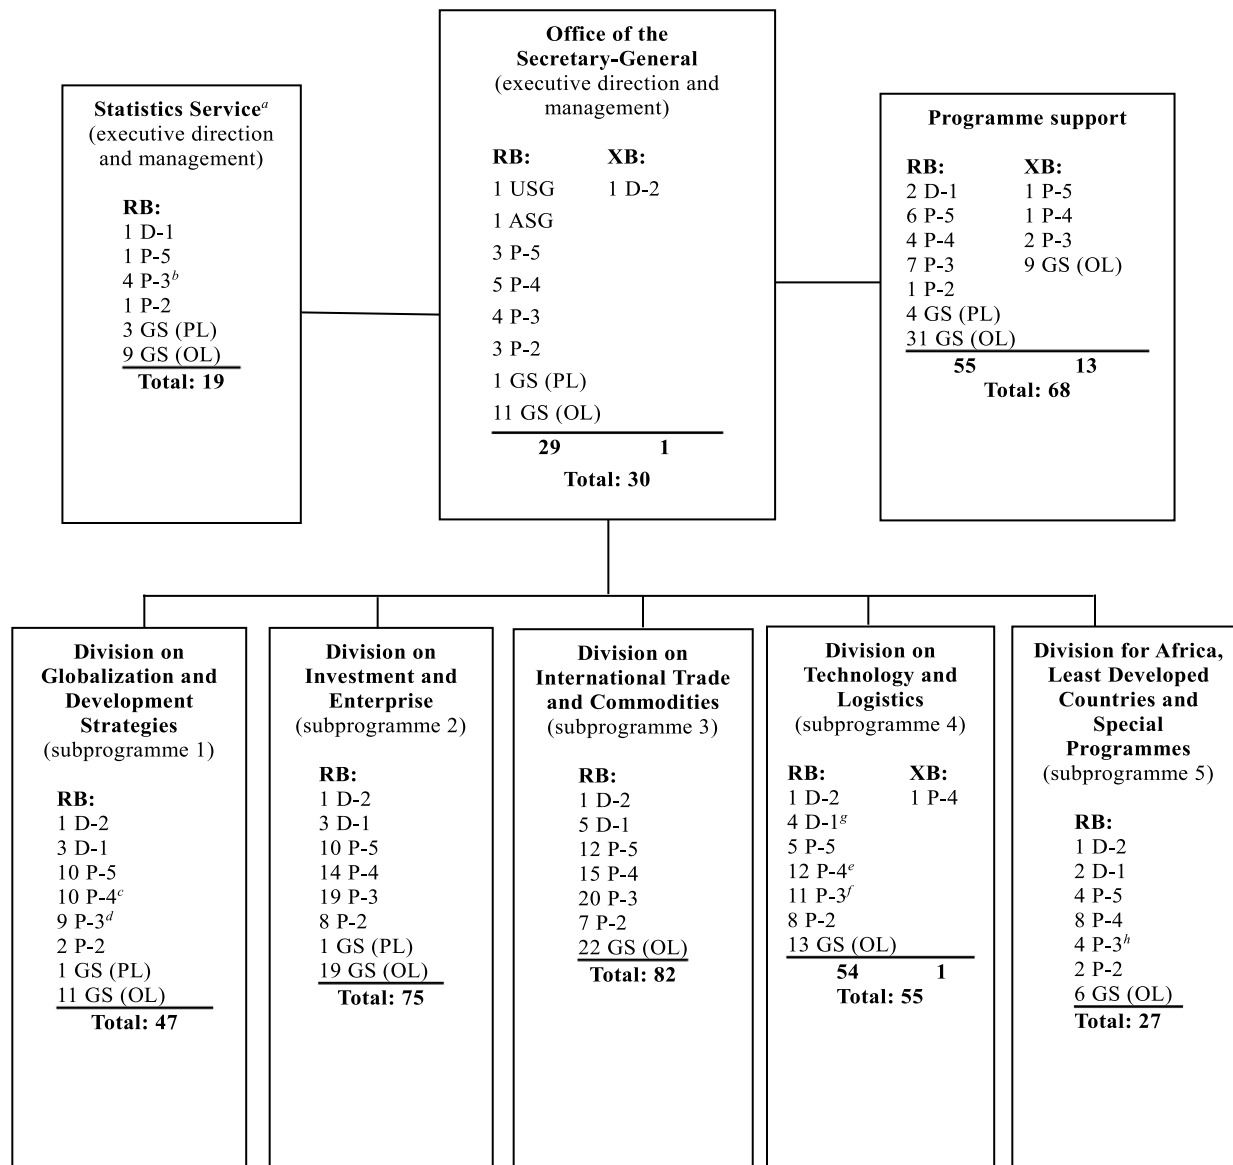 Office of the
Secretary-General
(executive direction and
management)
RB:
XB:
1 USG
1 D-2
1 ASG
3 P-5
5 P-4
4 P-3
3 P-2
1 GS (PL)
11 GS (OL)
29
1
Total: 30
Statistics Serviceᵃ
(executive direction
and management)
RB:
1 D-1
1 P-5
4 P-3ᵇ
1 P-2
3 GS (PL)
9 GS (OL)
Total: 19
Programme support
RB:
XB:
2 D-1
1 P-5
6 P-5
1 P-4
4 P-4
2 P-3
7 P-3
9 GS (OL)
1 P-2
4 GS (PL)
31 GS (OL)
55
13
Total: 68
Division on
Globalization and
Development
Strategies
(subprogramme 1)
RB:
1 D-2
3 D-1
10 P-5
10 P-4ᶜ
9 P-3ᵈ
2 P-2
1 GS (PL)
11 GS (OL)
Total: 47
Division on
Investment and
Enterprise
(subprogramme 2)
RB:
1 D-2
3 D-1
10 P-5
14 P-4
19 P-3
8 P-2
1 GS (PL)
19 GS (OL)
Total: 75
Division on
International Trade
and Commodities
(subprogramme 3)
RB:
1 D-2
5 D-1
12 P-5
15 P-4
20 P-3
7 P-2
22 GS (OL)
Total: 82
Division on
Technology and
Logistics
(subprogramme 4)
RB:
XB:
1 D-2
1 P-4
4 D-1ᵍ
5 P-5
12 P-4ᵉ
11 P-3ᶠ
8 P-2
13 GS (OL)
54
1
Total: 55
Division for Africa,
Least Developed
Countries and
Special
Programmes
(subprogramme 5)
RB:
1 D-2
2 D-1
4 P-5
8 P-4
4 P-3ʰ
2 P-2
6 GS (OL)
Total: 27